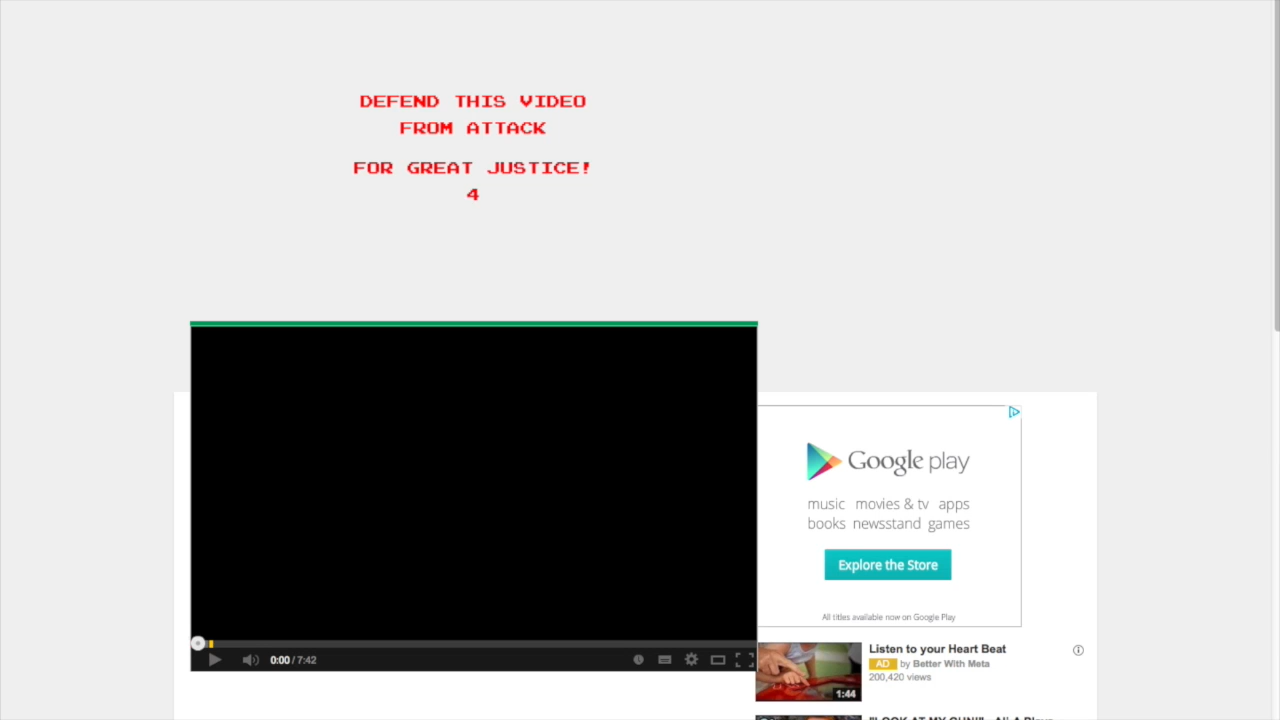 DEFEND THIS VIDEO
FROM ATTACK
FOR GREAT JUSTICE!
4
Google play
music movies & tv apps
books newsstand games
Explore the Store
All titles available now on Google Play
0:00 / 7:42
Listen to your Heart Beat
AD by Better With Meta
200,420 views
1:44